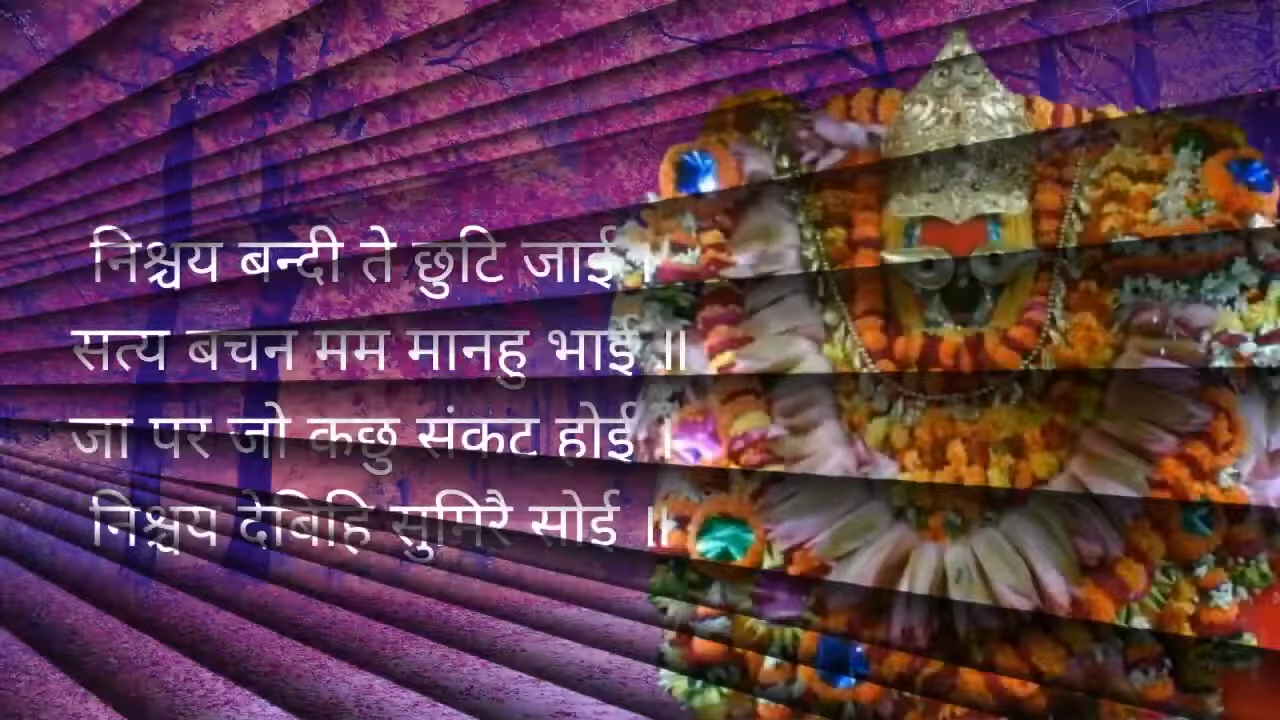 निश्चय बन्दी ते छुटि जाई ।
सत्य बचन मम मानहु भाई ॥
जा पर जो कछु संकट होई ।
निश्चय देबिहि सुमिरै सोई ॥